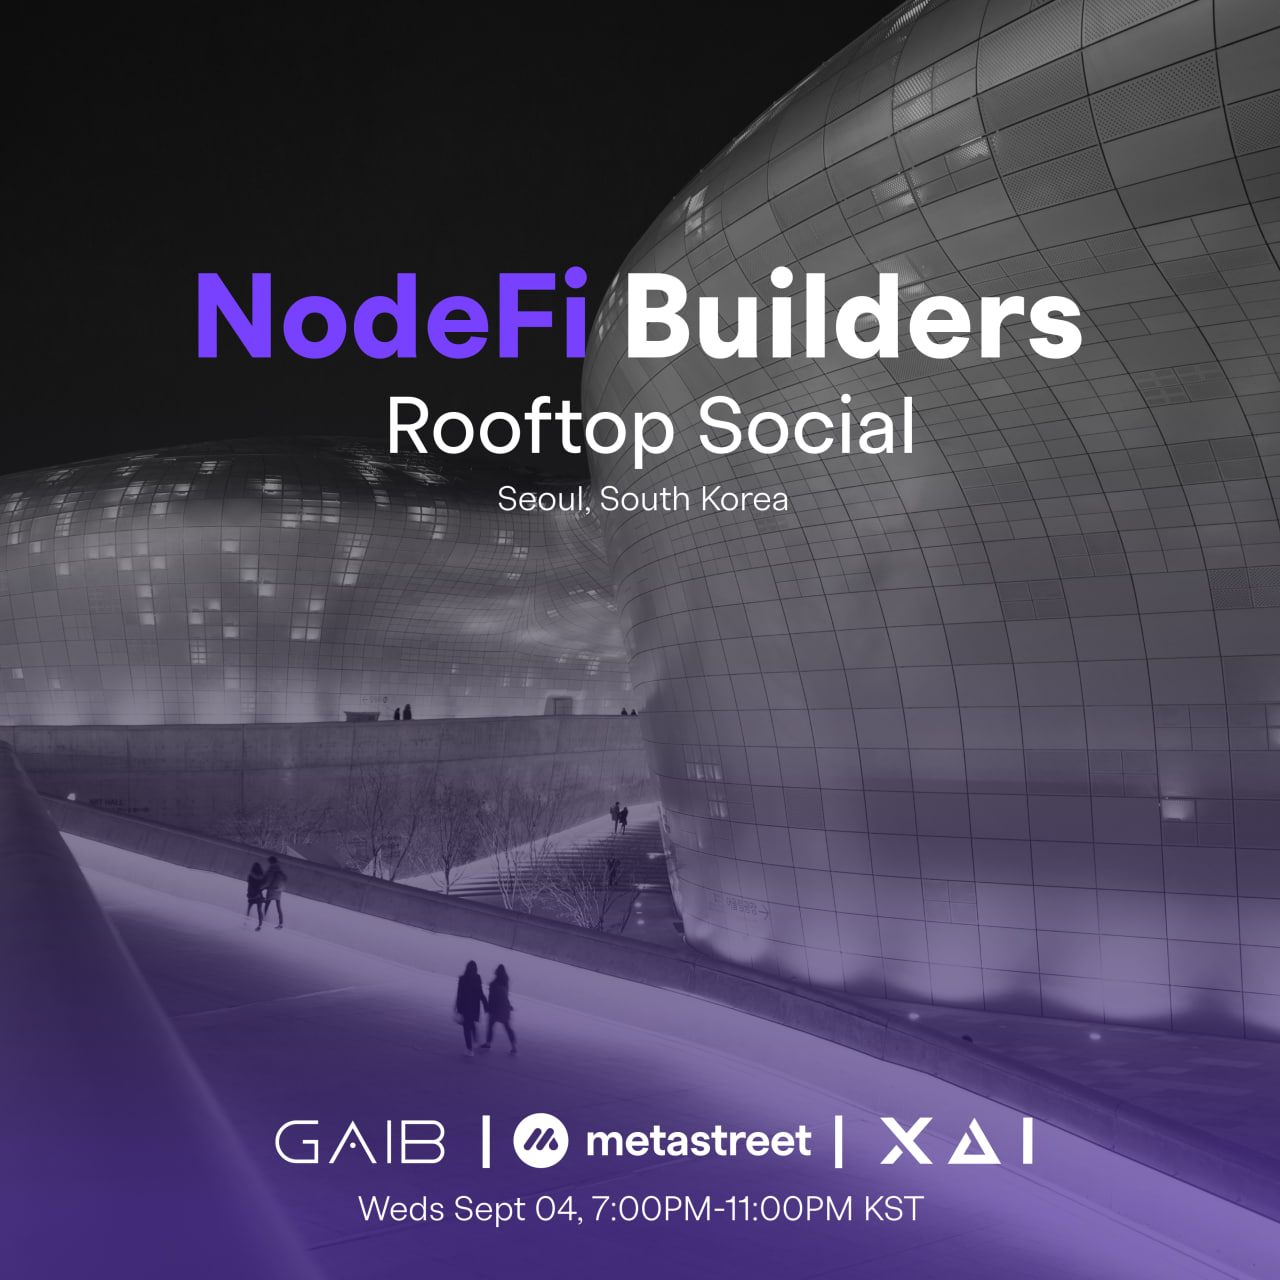 NodeFi Builders
Rooftop Social
Seoul, South Korea
GAIB | metastreet | XAI
Weds Sept 04, 7:00PM-11:00PM KST